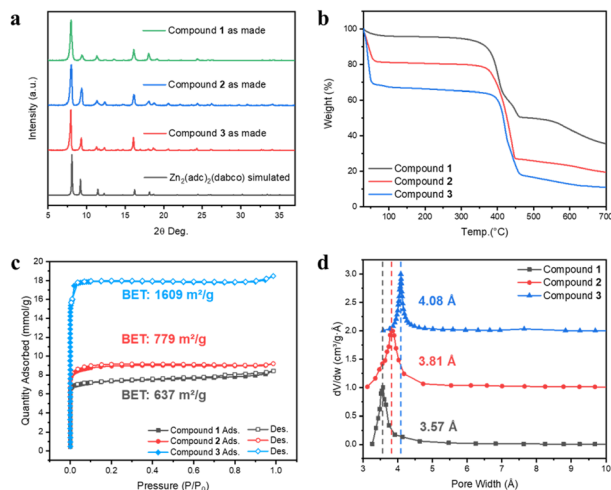 a
Compound 1 as made
Compound 2 as made
Compound 3 as made
Zn₂(adc)₂(dabco) simulated
Intensity (a.u.)
5 10 15 20 25 30 35
2θ Deg.
b
100
80
60
40
20
0
Weight (%)
Compound 1
Compound 2
Compound 3
100 200 300 400 500 600 700
Temp.(°C)
c
20
18
16
14
12
10
8
6
4
2
0
Quantity Adsorbed (mmol/g)
BET: 1609 m²/g
BET: 779 m²/g
BET: 637 m²/g
Compound 1 Ads. Des.
Compound 2 Ads. Des.
Compound 3 Ads. Des.
0.0 0.2 0.4 0.6 0.8 1.0
Pressure (P/P₀)
d
3.0
2.5
2.0
1.5
1.0
0.5
0.0
dV/dw (cm³/g·Å)
Compound 1
Compound 2
Compound 3
4.08 Å
3.81 Å
3.57 Å
3 4 5 6 7 8 9 10
Pore Width (Å)